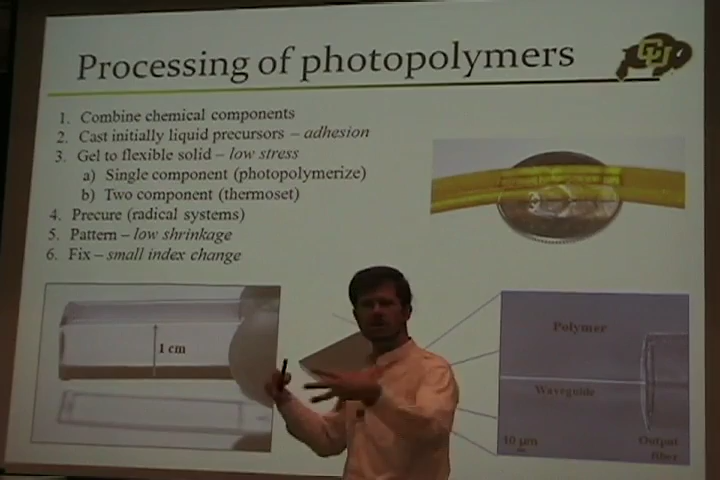 Processing of photopolymers
CU
1. Combine chemical components
2. Cast initially liquid precursors – adhesion
3. Gel to flexible solid – low stress
a) Single component (photopolymerize)
b) Two component (thermoset)
4. Precure (radical systems)
5. Pattern – low shrinkage
6. Fix – small index change
1 cm
Polymer
Waveguide
10 µm
Output
fiber